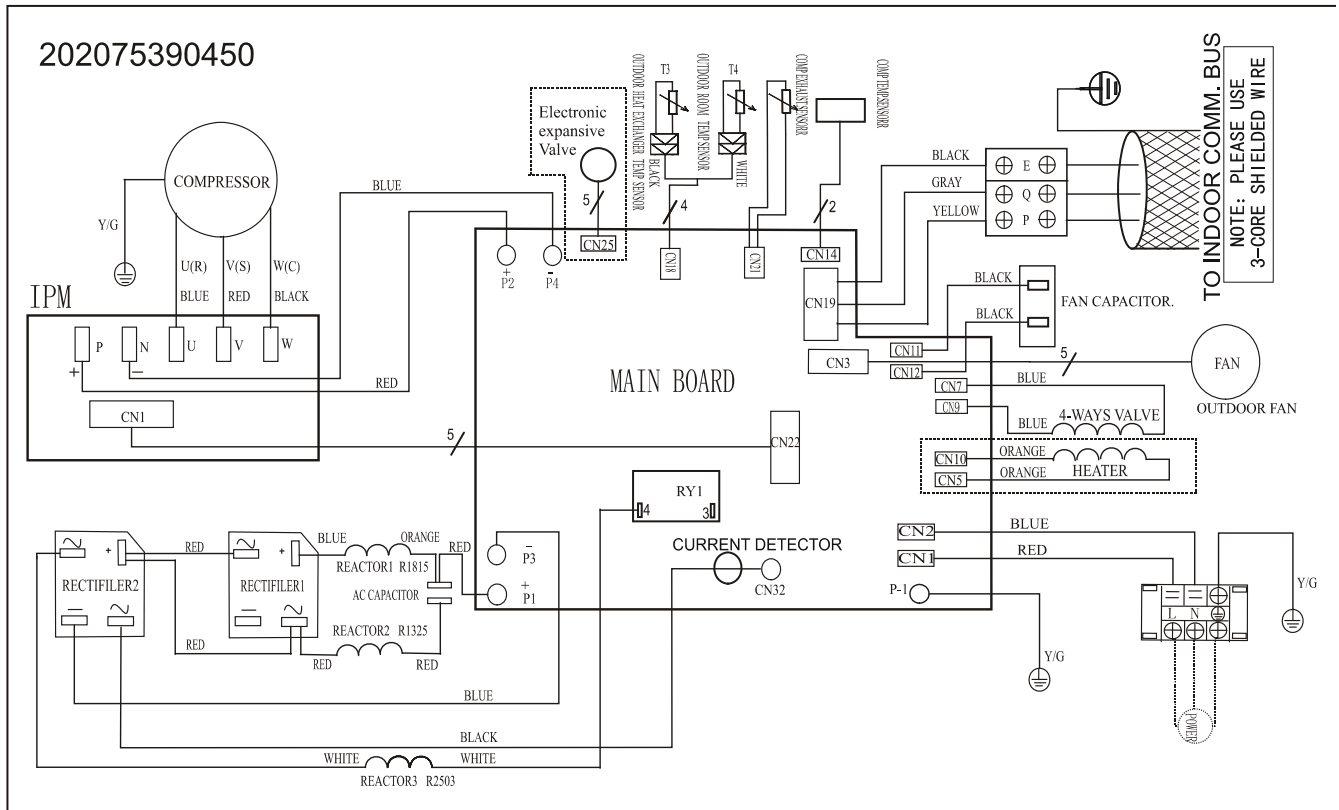 202075390450
COMPRESSOR
Y/G
U(R)
V(S)
W(C)
BLUE
RED
BLACK
IPM
P
N
U
V
W
+
−
CN1
BLUE
RED
Electronic
expansive
Valve
5
CN25
OUTDOOR HEAT EXCHANGER TEMP SENSOR
T3
BLACK
4
CN18
OUTDOOR ROOM TEMP SENSOR
T4
WHITE
CN21
COMP.EXHAUST SENSORR
COMP.TEMP.SENSORR
2
CN14
+
P2
-
P4
MAIN BOARD
CN19
BLACK
GRAY
YELLOW
E
Q
P
TO INDOOR COMM. BUS
NOTE: PLEASE USE
3-CORE SHIELDED WIRE
BLACK
BLACK
FAN CAPACITOR.
CN11
CN12
CN3
5
FAN
OUTDOOR FAN
CN7
BLUE
CN9
BLUE
4-WAYS VALVE
CN10
ORANGE
CN5
ORANGE
HEATER
5
CN22
RY1
4
3
CN2
BLUE
CN1
RED
P-1
Y/G
L
N
Y/G
POWER
CURRENT DETECTOR
CN32
-
P3
+
P1
RECTIFILER2
+
RED
RED
RECTIFILER1
+
BLUE
ORANGE
RED
REACTOR1 R1815
AC CAPACITOR
REACTOR2 R1325
RED
RED
BLUE
BLACK
WHITE
WHITE
REACTOR3 R2503